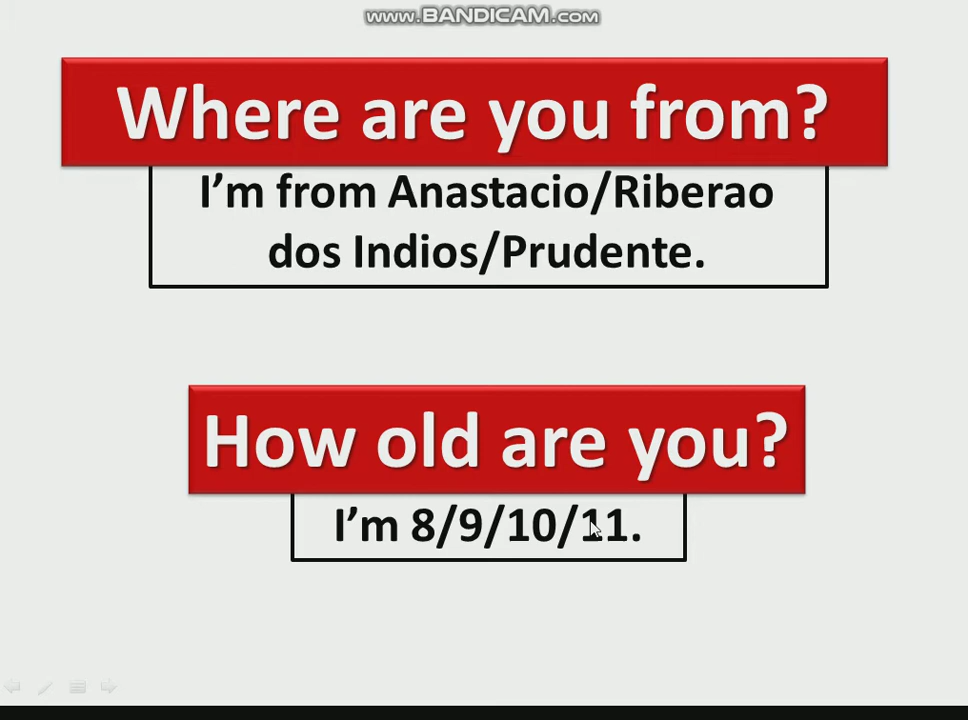 www.BANDICAM.com
Where are you from?
I’m from Anastacio/Riberao
dos Indios/Prudente.
How old are you?
I’m 8/9/10/11.